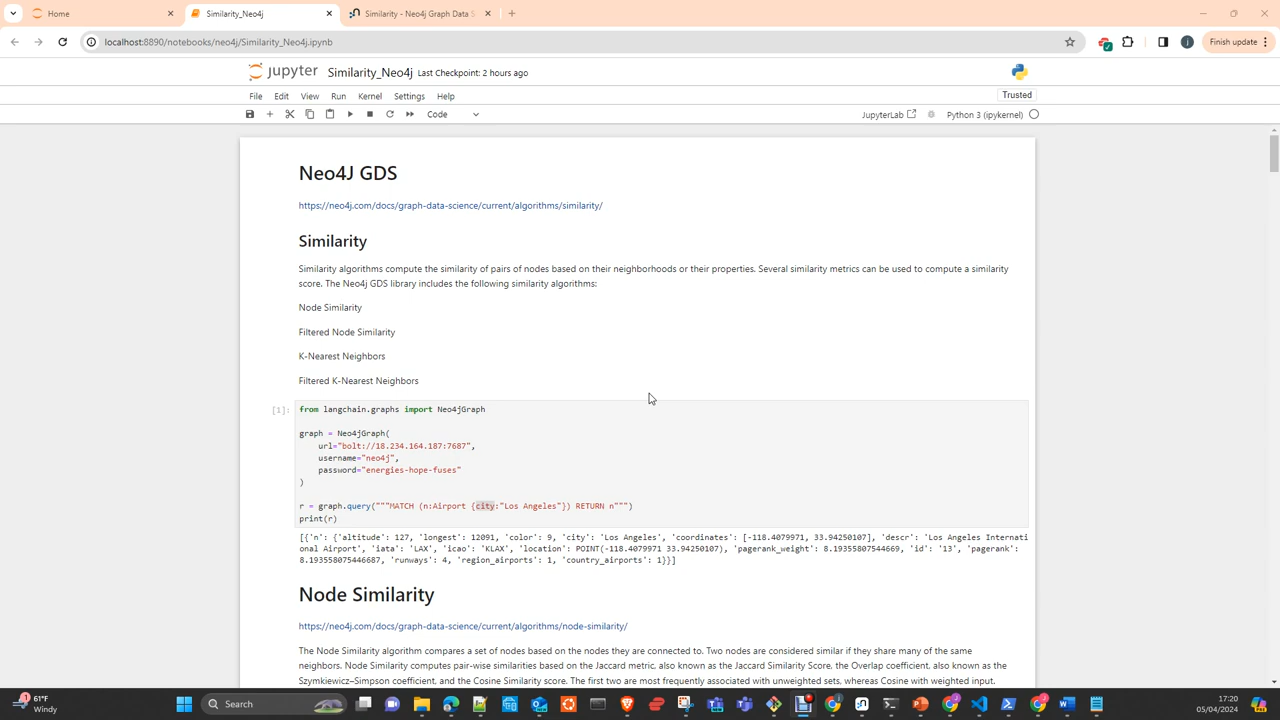 Home
Similarity_Neo4j
Similarity - Neo4j Graph Data S
localhost:8890/notebooks/neo4j/Similarity_Neo4j.ipynb
Finish update
jupyter Similarity_Neo4j Last Checkpoint: 2 hours ago
File Edit View Run Kernel Settings Help
Trusted
Code
JupyterLab
Python 3 (ipykernel)
Neo4J GDS
https://neo4j.com/docs/graph-data-science/current/algorithms/similarity/
Similarity
Similarity algorithms compute the similarity of pairs of nodes based on their neighborhoods or their properties. Several similarity metrics can be used to compute a similarity
score. The Neo4j GDS library includes the following similarity algorithms:
Node Similarity
Filtered Node Similarity
K-Nearest Neighbors
Filtered K-Nearest Neighbors
[1]:
from langchain.graphs import Neo4jGraph
graph = Neo4jGraph(
url="bolt://18.234.164.187:7687",
username="neo4j",
password="energies-hope-fuses"
)
r = graph.query("""MATCH (n:Airport {city:"Los Angeles"}) RETURN n""")
print(r)
[{'n': {'altitude': 127, 'longest': 12091, 'color': 9, 'city': 'Los Angeles', 'coordinates': [-118.4079971, 33.94250107], 'descr': 'Los Angeles Internati
onal Airport', 'iata': 'LAX', 'icao': 'KLAX', 'location': POINT(-118.4079971 33.94250107), 'pagerank_weight': 8.19355807544669, 'id': '13', 'pagerank':
8.193558075446687, 'runways': 4, 'region_airports': 1, 'country_airports': 1}}]
Node Similarity
https://neo4j.com/docs/graph-data-science/current/algorithms/node-similarity/
The Node Similarity algorithm compares a set of nodes based on the nodes they are connected to. Two nodes are considered similar if they share many of the same
neighbors. Node Similarity computes pair-wise similarities based on the Jaccard metric, also known as the Jaccard Similarity Score, the Overlap coefficient, also known as the
Szymkiewicz–Simpson coefficient, and the Cosine Similarity score. The first two are most frequently associated with unweighted sets, whereas Cosine with weighted input.
61°F
Windy
Search
17:20
05/04/2024